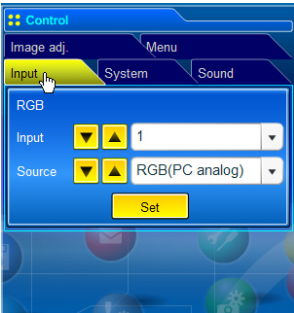 Control
Image adj. Menu
Input System Sound
RGB
Input 1
Source RGB(PC analog)
Set